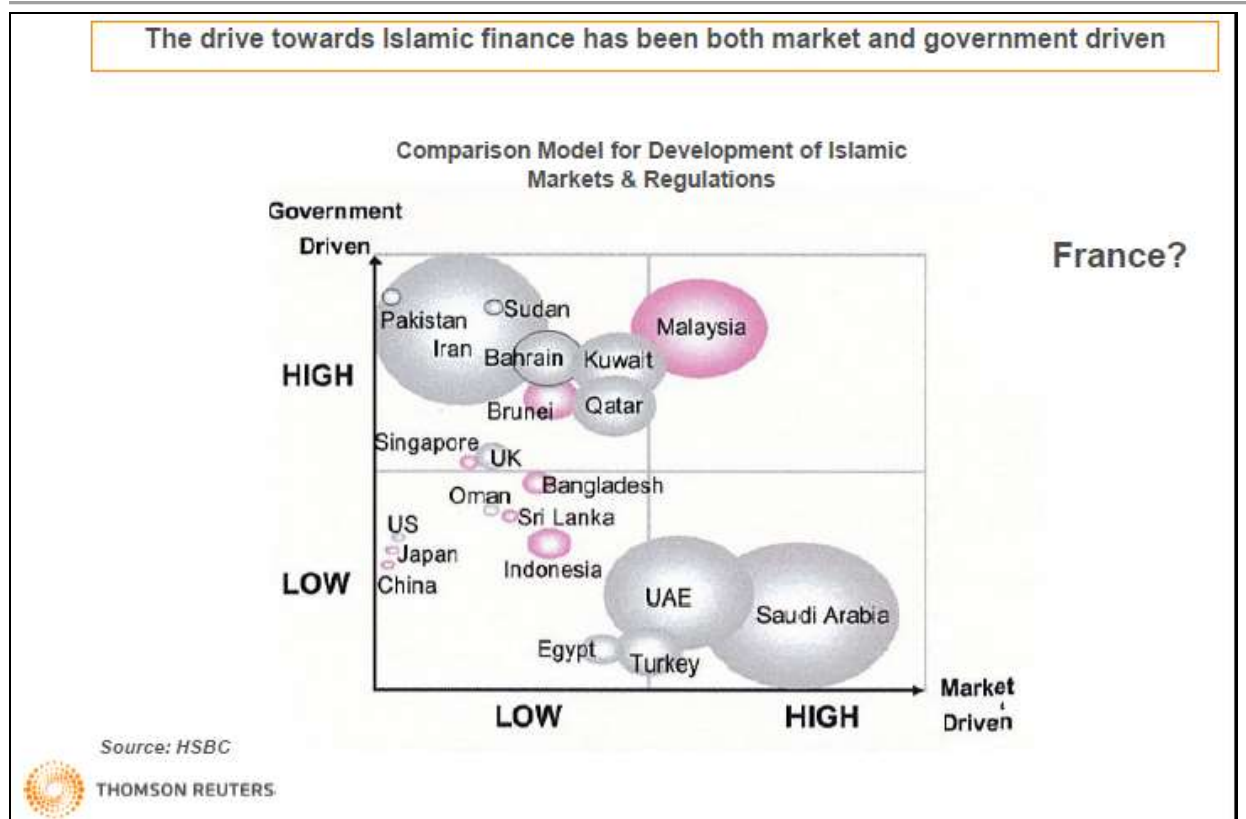 The drive towards Islamic finance has been both market and government driven
Comparison Model for Development of Islamic
Markets & Regulations
Government
Driven
France?
Sudan
Pakistan
Malaysia
Iran
Bahrain
Kuwait
HIGH
Brunei
Qatar
Singapore
UK
Bangladesh
Oman
Sri Lanka
US
Japan
Indonesia
LOW
China
UAE
Saudi Arabia
Egypt
Turkey
Market
Driven
LOW
HIGH
Source: HSBC
THOMSON REUTERS